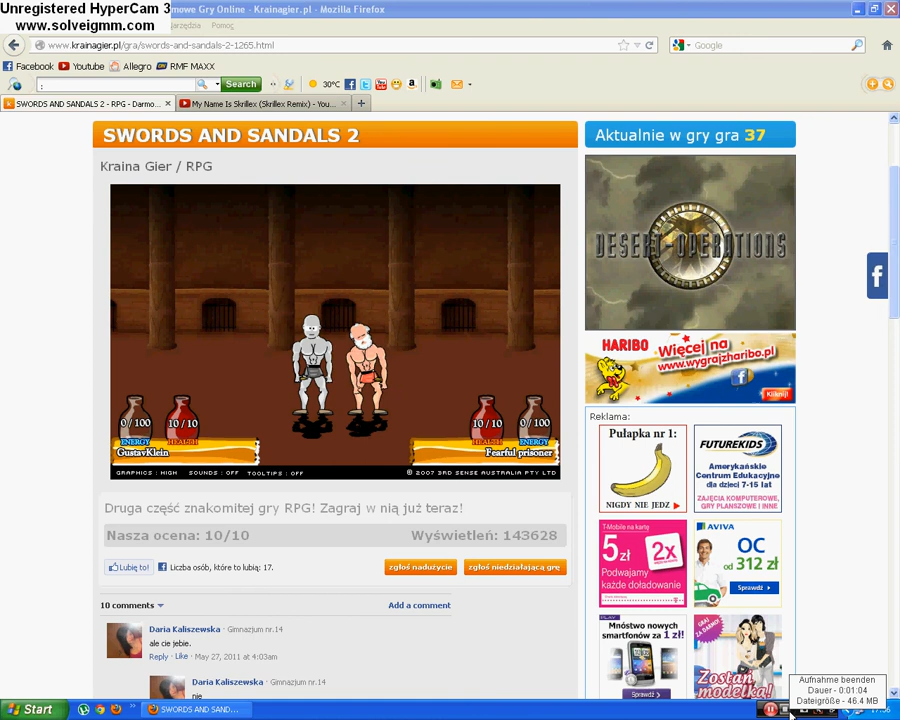 Unregistered HyperCam 3
www.solveigmm.com
mowe Gry Online - Krainagier.pl - Mozilla Firefox
Pomoc
www.krainagier.pl/gra/swords-and-sandals-2-1265.html
Google
Facebook Youtube Allegro RMF MAXX
Search
30°C
SWORDS AND SANDALS 2 - RPG - Darmo...
My Name Is Skrillex (Skrillex Remix) - You...
SWORDS AND SANDALS 2
Aktualnie w gry gra 37
Kraina Gier / RPG
DESERT-OPERATIONS
HARIBO
Więcej na
www.wygrajzharibo.pl
Kliknij!
0/100 10/10
10/10 0/100
ENERGY HEALTH
HEALTH ENERGY
GustavKlein
Fearful prisoner
GRAPHICS : HIGH SOUNDS : OFF TOOLTIPS : OFF
© 2007 3RD SENSE AUSTRALIA PTY LTD
Reklama:
Pułapka nr 1:
NIGDY NIE JEDZ
FUTUREKIDS
Amerykańskie
Centrum Edukacyjne
dla dzieci 7-15 lat
ZAJĘCIA KOMPUTEROWE,
GRY PLANSZOWE I INNE
Druga część znakomitej gry RPG! Zagraj w nią już teraz!
Nasza ocena: 10/10
Wyświetleń: 143628
Lubię to!
Liczba osób, które to lubią: 17.
zgłoś nadużycie
zgłoś niedziałającą grę
T-Mobile na kartę
5zł 2x
Podwajamy
każde doładowanie
AVIVA
OC
od 312 zł
Sprawdź
10 comments
Add a comment
Daria Kaliszewska · Gimnazjum nr.14
ale cie jebie.
Reply · Like · May 27, 2011 at 4:03am
Daria Kaliszewska · Gimnazjum nr.14
nie
PLAY
Mnóstwo nowych
smartfonów za 1 zł!
Sprawdź
GRAJ
ZA DARMO!
Zostań
modelką!
Aufnahme beenden
Dauer - 0:01:04
Dateigröße - 46.4 MB
Start
SWORDS AND SAND...